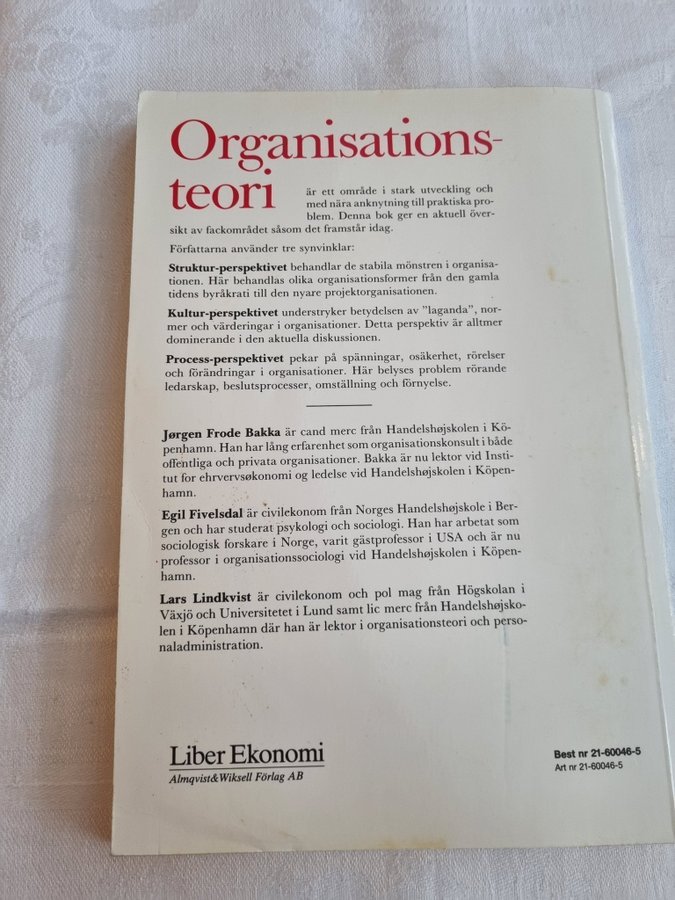 Organisations-
teori
är ett område i stark utveckling och
med nära anknytning till praktiska pro-
blem. Denna bok ger en aktuell över-
sikt av fackområdet såsom det framstår idag.
Författarna använder tre synvinklar:
Struktur-perspektivet behandlar de stabila mönstren i organisa-
tionen. Här behandlas olika organisationsformer från den gamla
tidens byråkrati till den nyare projektorganisationen.
Kultur-perspektivet understryker betydelsen av "laganda", nor-
mer och värderingar i organisationer. Detta perspektiv är alltmer
dominerande i den aktuella diskussionen.
Process-perspektivet pekar på spänningar, osäkerhet, rörelser
och förändringar i organisationer. Här belyses problem rörande
ledarskap, beslutsprocesser, omställning och förnyelse.
Jørgen Frode Bakka är cand merc från Handelshøjskolen i Kö-
penhamn. Han har lång erfarenhet som organisationskonsult i både
offentliga och privata organisationer. Bakka är nu lektor vid Insti-
tut for ehrvervsøkonomi og ledelse vid Handelshøjskolen i Köpen-
hamn.
Egil Fivelsdal är civilekonom från Norges Handelshøjskole i Ber-
gen och har studerat psykologi och sociologi. Han har arbetat som
sociologisk forskare i Norge, varit gästprofessor i USA och är nu
professor i organisationssociologi vid Handelshøjskolen i Köpen-
hamn.
Lars Lindkvist är civilekonom och pol mag från Högskolan i
Växjö och Universitetet i Lund samt lic merc från Handelshøjsko-
len i Köpenhamn där han är lektor i organisationsteori och perso-
naladministration.
Liber Ekonomi
Almqvist&Wiksell Förlag AB
Best nr 21-60046-5
Art nr 21-60046-5